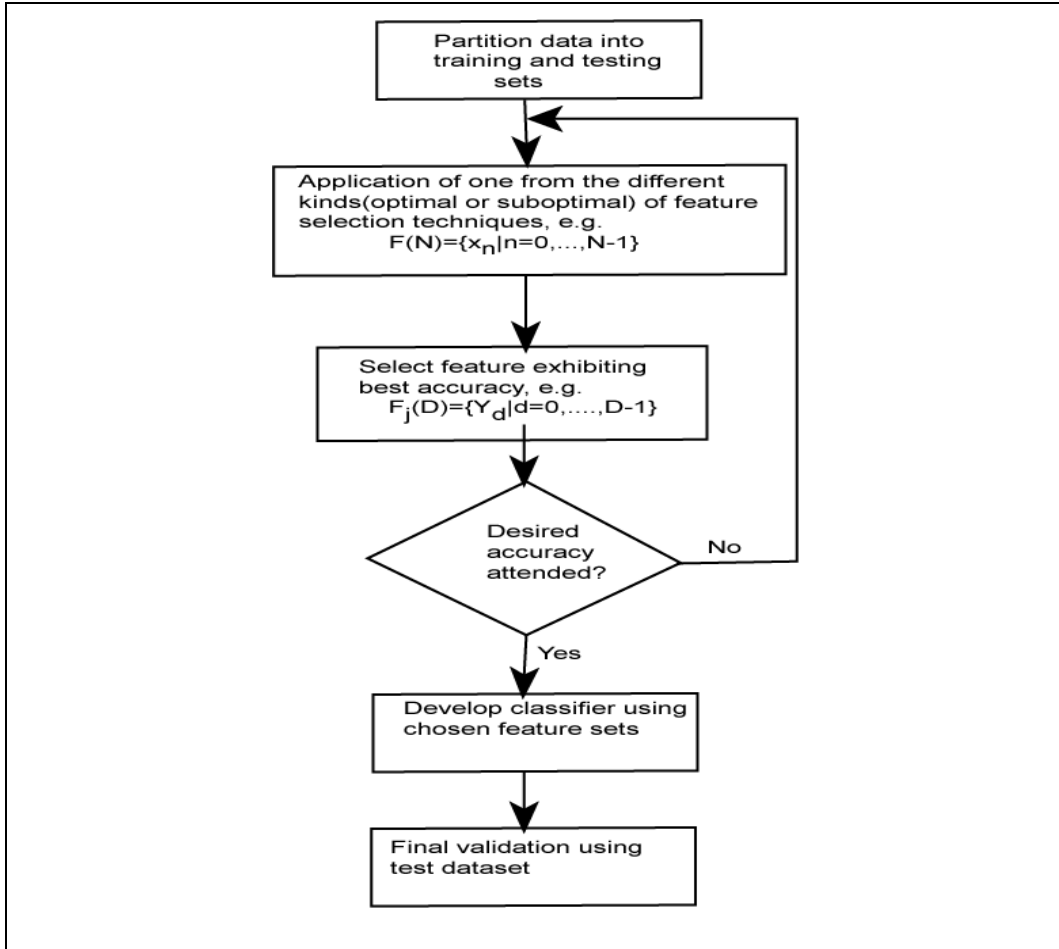 Partition data into
training and testing
sets
Application of one from the different
kinds(optimal or suboptimal) of feature
selection techniques, e.g.
F(N)={xn|n=0,...,N-1}
Select feature exhibiting
best accuracy, e.g.
Fj(D)={Yd|d=0,....,D-1}
Desired
accuracy
attended?
No
Yes
Develop classifier using
chosen feature sets
Final validation using
test dataset